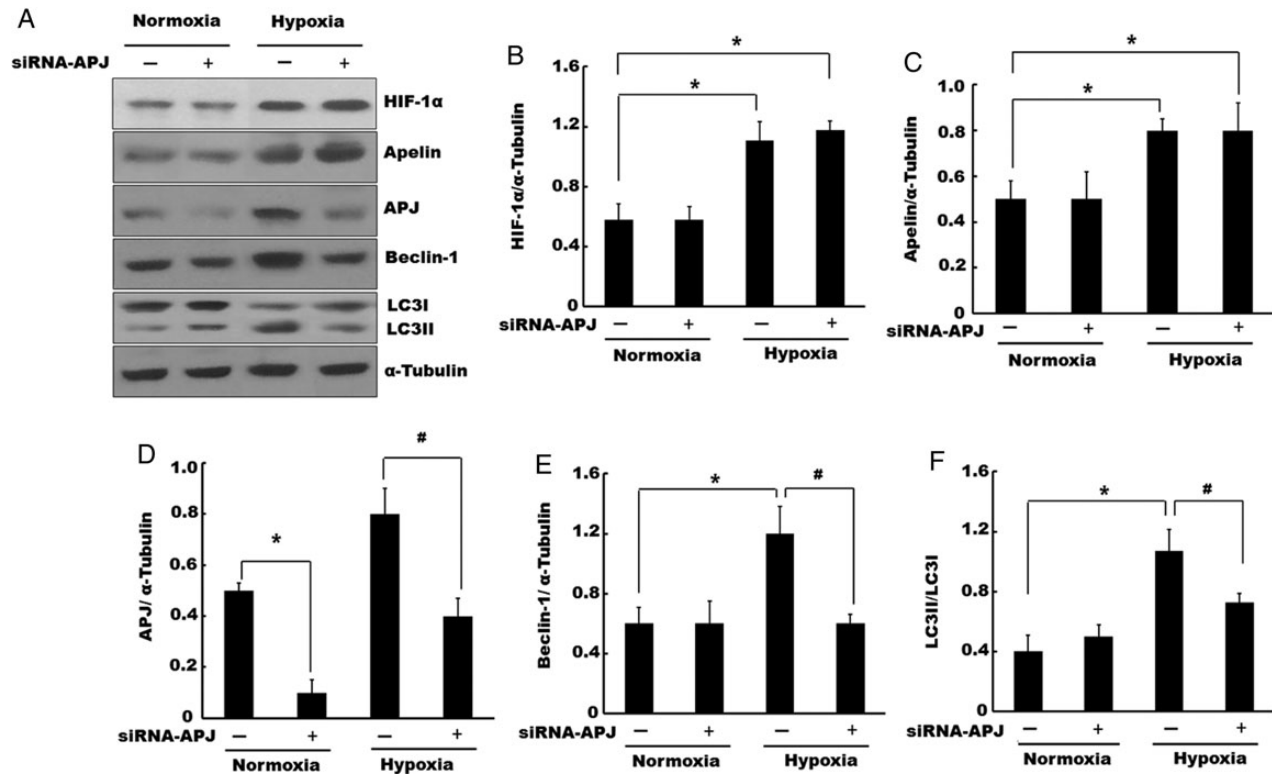 A
Normoxia Hypoxia
siRNA-APJ − + − +
HIF-1α
Apelin
APJ
Beclin-1
LC3I
LC3II
α-Tubulin
B
HIF-1α/α-Tubulin
1.6
1.2
0.8
0.4
0
* *
siRNA-APJ − + − +
Normoxia Hypoxia
C
Apelin/α-Tubulin
1.0
0.8
0.6
0.4
0.2
0
* *
siRNA-APJ − + − +
Normoxia Hypoxia
D
APJ/ α-Tubulin
1.0
0.8
0.6
0.4
0.2
0
* #
siRNA-APJ − + − +
Normoxia Hypoxia
E
Beclin-1/ α-Tubulin
1.6
1.2
0.8
0.4
0
* #
siRNA-APJ − + − +
Normoxia Hypoxia
F
LC3II/LC3I
1.6
1.2
0.8
0.4
0
* #
siRNA-APJ − + − +
Normoxia Hypoxia